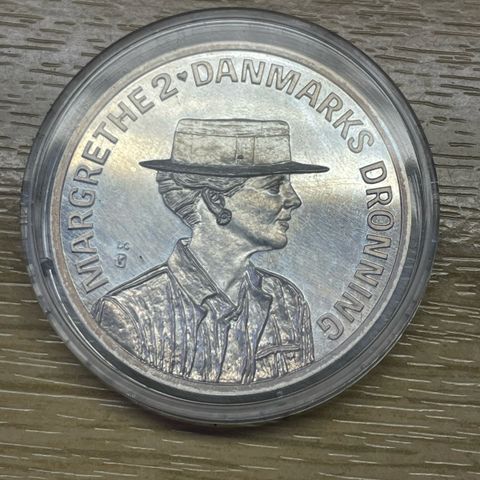 MARGRETHE 2 ♥ DANMARKS DRONNING